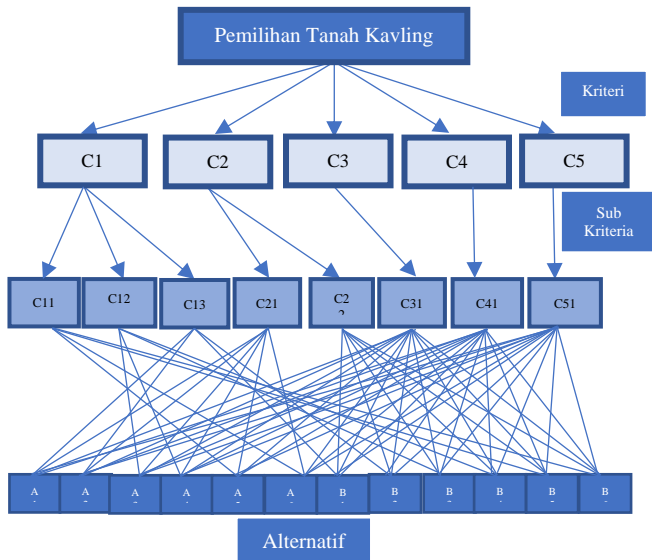 Pemilihan Tanah Kavling
Kriteri
C1 C2 C3 C4 C5
Sub
Kriteria
C11 C12 C13 C21 C31 C41 C51
A A A A A A B B B B B B
Alternatif